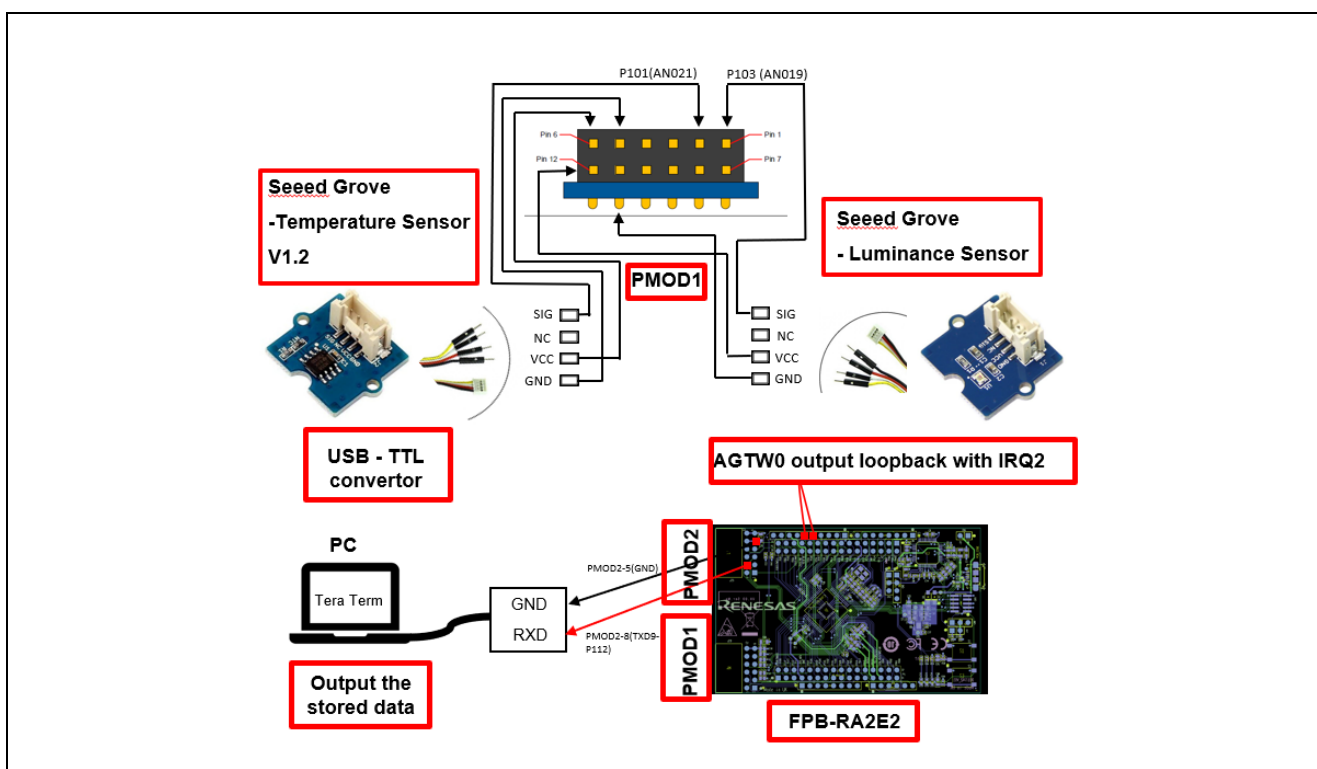 P101(AN021)
P103 (AN019)
Pin 6
Pin 1
Pin 12
Pin 7
Seeed Grove
-Temperature Sensor
V1.2
Seeed Grove
- Luminance Sensor
PMOD1
SIG
NC
VCC
GND
SIG
NC
VCC
GND
USB - TTL
convertor
AGTW0 output loopback with IRQ2
PC
Tera Term
PMOD2-5(GND)
GND
RXD
PMOD2-8(TXD9-
P112)
PMOD2
PMOD1
RENESAS
Output the
stored data
FPB-RA2E2